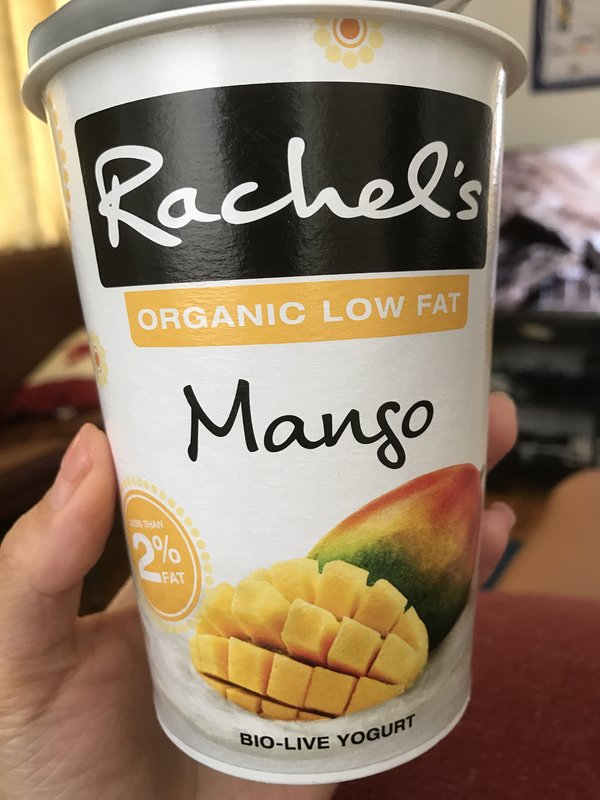 Rachel's
ORGANIC LOW FAT
Mango
LESS THAN
2%
FAT
BIO-LIVE YOGURT